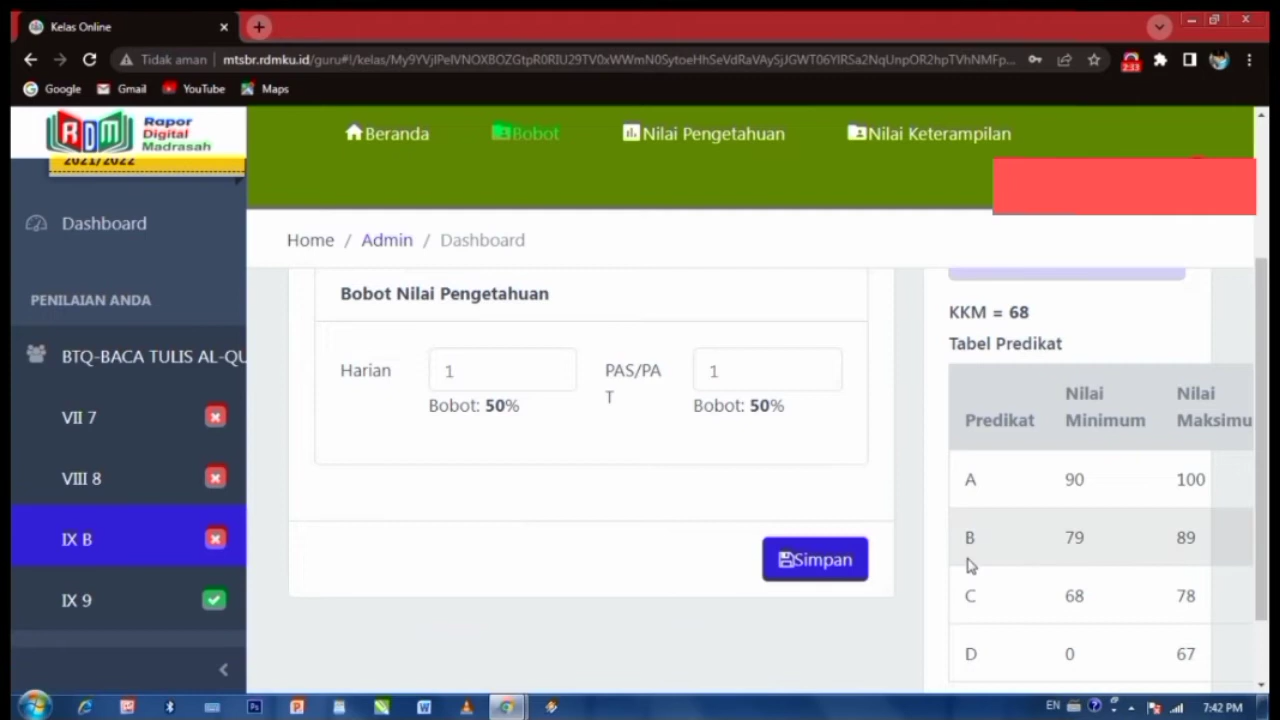 Kelas Online
Tidak aman | mtsbr.rdmku.id/guru#!/kelas/
Google Gmail YouTube Maps
RDM Rapor
Digital
Madrasah
2021/2022
Beranda Bobot Nilai Pengetahuan Nilai Keterampilan
Dashboard
PENILAIAN ANDA
BTQ-BACA TULIS AL-QU
VII 7
VIII 8
IX B
IX 9
Home / Admin / Dashboard
Bobot Nilai Pengetahuan
Harian 1 PAS/PA
T 1
Bobot: 50% Bobot: 50%
Simpan
KKM = 68
Tabel Predikat
Predikat Nilai
Minimum Nilai
Maksimu
A 90 100
B 79 89
C 68 78
D 0 67
2:33
EN 7:42 PM